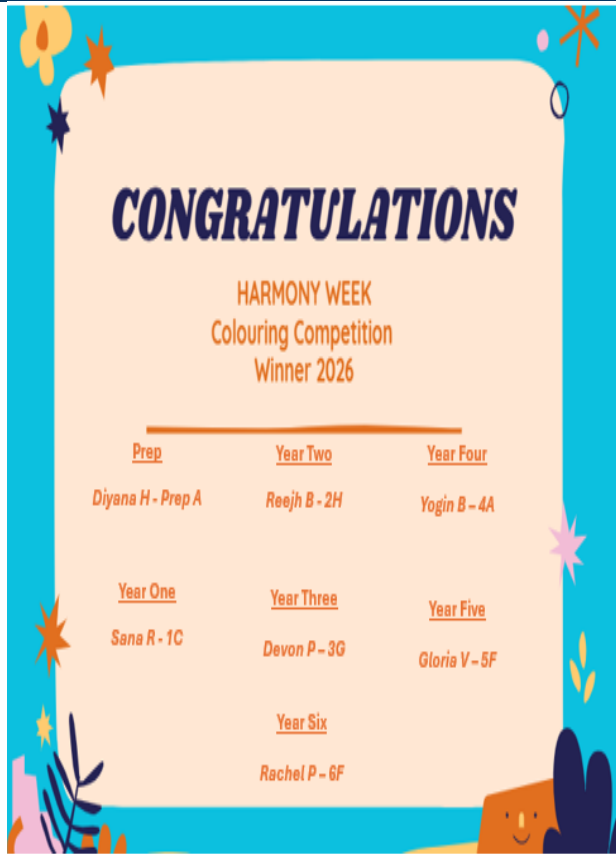 CONGRATULATIONS
HARMONY WEEK
Colouring Competition
Winner 2026
Prep
Diyana H - Prep A
Year Two
Reejh B - 2H
Year Four
Yogin B – 4A
Year One
Sana R - 1C
Year Three
Devon P – 3G
Year Five
Gloria V – 5F
Year Six
Rachel P – 6F